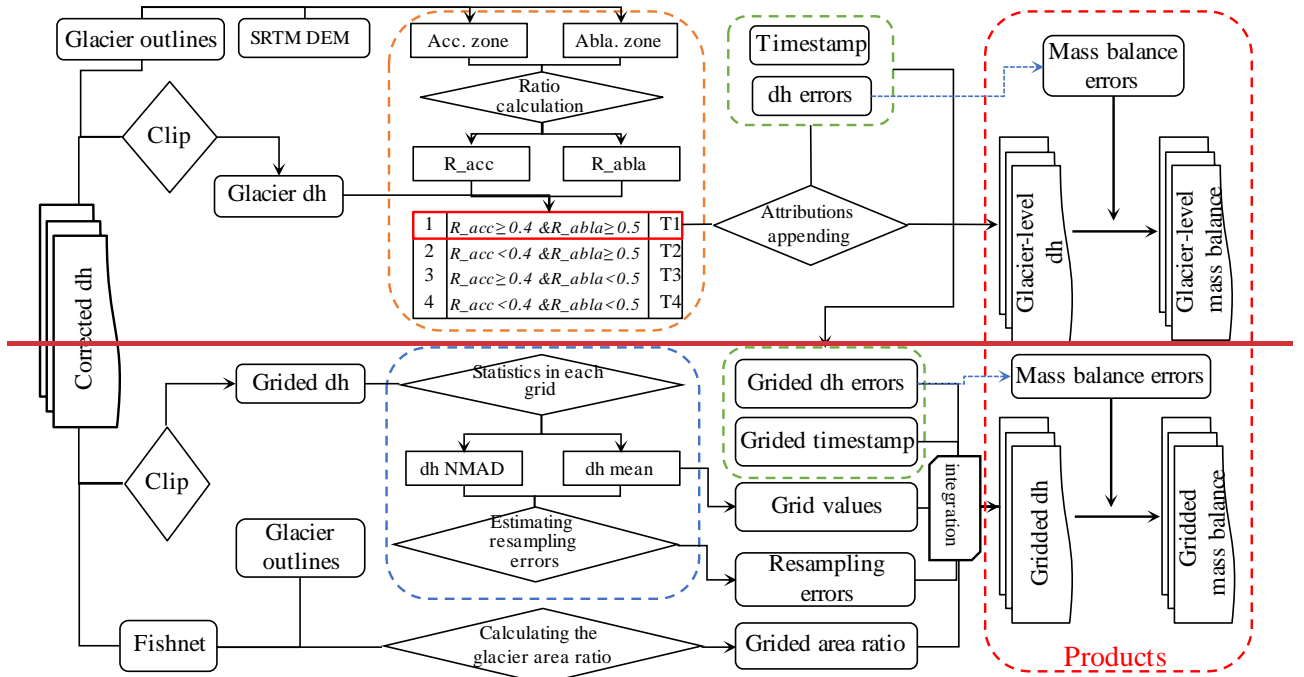 Glacier outlines
SRTM DEM
Acc. zone
Abla. zone
Timestamp
dh errors
Mass balance
errors
Ratio
calculation
Clip
R_acc
R_abla
Glacier dh
1 R_acc≥0.4 &R_abla≥0.5 T1
2 R_acc<0.4 &R_abla≥0.5 T2
3 R_acc≥0.4 &R_abla<0.5 T3
4 R_acc<0.4 &R_abla<0.5 T4
Attributions
appending
Glacier-level
dh
Glacier-level
mass balance
Corrected dh
Grided dh
Statistics in each
grid
Grided dh errors
Mass balance errors
Grided timestamp
dh NMAD
dh mean
Clip
Grid values
integration
Gridded dh
Gridded
mass balance
Glacier
outlines
Estimating
resampling
errors
Resampling
errors
Fishnet
Calculating the
glacier area ratio
Grided area ratio
Products